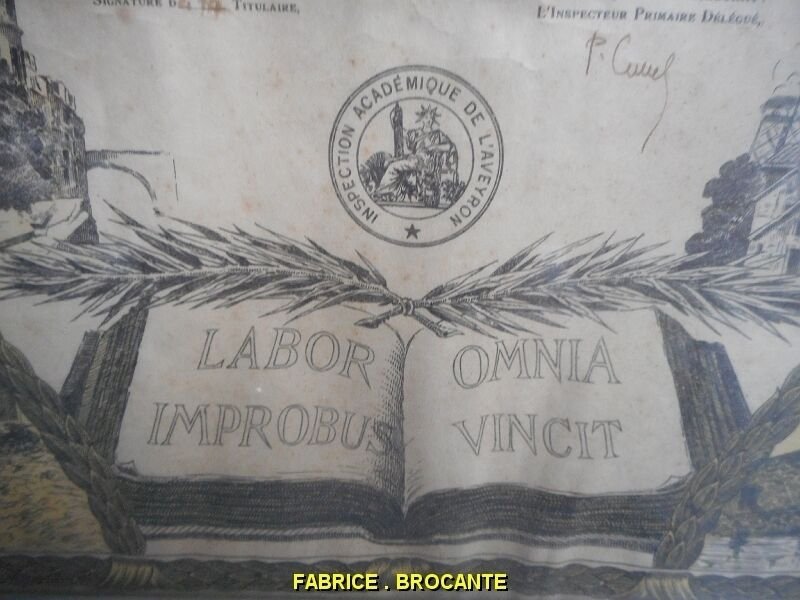 SIGNATURE TITULAIRE,
L'INSPECTEUR PRIMAIRE DÉLÉGUÉ,
INSPECTION ACADÉMIQUE DE L'AVEYRON
LABOR OMNIA
IMPROBUS VINCIT
FABRICE . BROCANTE